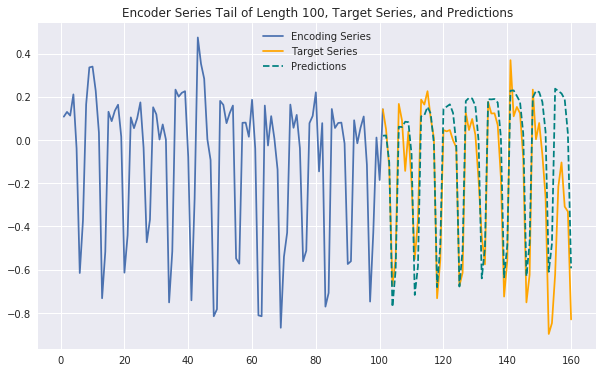 Encoder Series Tail of Length 100, Target Series, and Predictions
Encoding Series
Target Series
Predictions
0.4
0.2
0.0
−0.2
−0.4
−0.6
−0.8
0 20 40 60 80 100 120 140 160